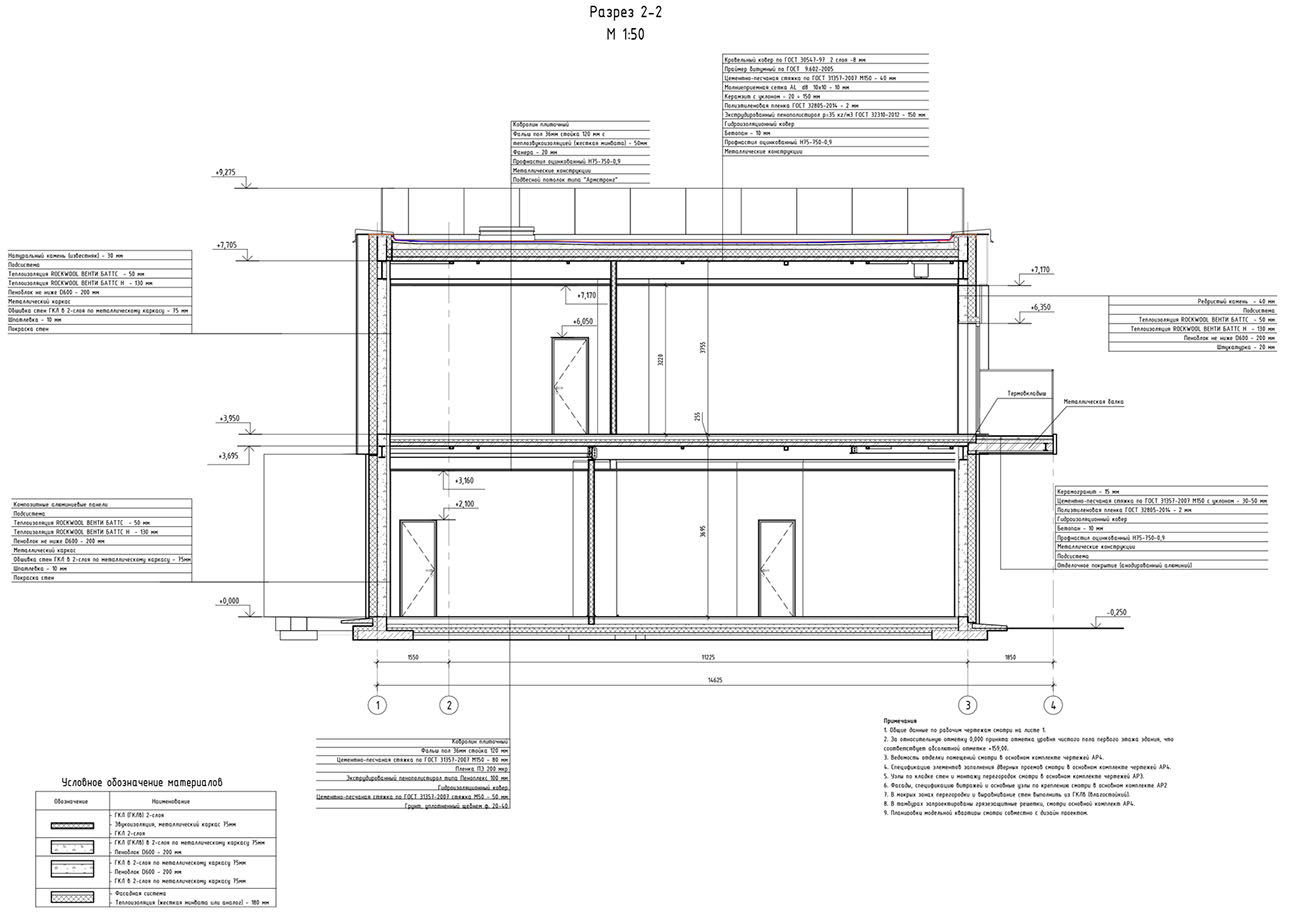 Разрез 2-2
М 1:50
Кровельный ковер по ГОСТ 30547-97 2 слоя -8 мм
Праймер битумный по ГОСТ 9.602-2005
Цементно-песчаная стяжка по ГОСТ 31357-2007 М150 - 40 мм
Молниеприемная сетка AL d8 10х10 - 10 мм
Керамзит с уклоном - 20 ÷ 150 мм
Полиэтиленовая пленка ГОСТ 32805-2014 - 2 мм
Экструдированный пенополистирол р=35 кг/м3 ГОСТ 32310-2012 - 150 мм
Гидроизоляционный ковер
Бетопан - 10 мм
Профнастил оцинкованный Н75-750-0,9
Металлические конструкции
Ковролин плиточный
Фальш пол 36мм стойка 120 мм с
теплозвукоизоляцией (жесткая минвата) - 50мм
Фанера - 20 мм
Профнастил оцинкованный Н75-750-0,9
Металлические конструкции
Подвесной потолок типа "Армстронг"
+9,275
+7,705
Натуральный камень (известняк) - 30 мм
Подсистема
Теплоизоляция ROCKWOOL ВЕНТИ БАТТС - 50 мм
Теплоизоляция ROCKWOOL ВЕНТИ БАТТС Н - 130 мм
Пеноблок не ниже D600 - 200 мм
Металлический каркас
Обшивка стен ГКЛ в 2-слоя по металлическому каркасу - 75 мм
Шпатлевка - 10 мм
Покраска стен
+7,170
+6,050
3220
3755
255
+7,170
+6,350
Ребристый камень - 40 мм
Подсистема
Теплоизоляция ROCKWOOL ВЕНТИ БАТТС - 50 мм
Теплоизоляция ROCKWOOL ВЕНТИ БАТТС Н - 130 мм
Пеноблок не ниже D600 - 200 мм
Штукатурка - 20 мм
Термовкладыш
Металлическая балка
+3,950
+3,695
+3,160
+2,100
3695
Композитные алюминиевые панели
Подсистема
Теплоизоляция ROCKWOOL ВЕНТИ БАТТС - 50 мм
Теплоизоляция ROCKWOOL ВЕНТИ БАТТС Н - 130 мм
Пеноблок не ниже D600 - 200 мм
Металлический каркас
Обшивка стен ГКЛ в 2-слоя по металлическому каркасу - 75мм
Шпатлевка - 10 мм
Покраска стен
Керамогранит - 15 мм
Цементно-песчаная стяжка по ГОСТ 31357-2007 М150 с уклоном - 30-50 мм
Полиэтиленовая пленка ГОСТ 32805-2014 - 2 мм
Гидроизоляционный ковер
Бетопан - 10 мм
Профнастил оцинкованный Н75-750-0,9
Металлические конструкции
Подсистема
Отделочное покрытие (анодированный алюминий)
+0,000
-0,250
1550
11225
1850
14625
1
2
3
4
Ковролин плиточный
Фальш пол 36мм стойка 120 мм
Цементно-песчаная стяжка по ГОСТ 31357-2007 М150 - 80 мм
Пленка ПЭ 200 мкр
Экструдированный пенополистирол типа Пеноплекс 100 мм
Гидроизоляционный ковер
Цементно-песчаная стяжка по ГОСТ 31357-2007 стяжка М50 - 50 мм
Грунт, уплотненный щебнем ф. 20-40
Примечания
1. Общие данные по рабочим чертежам смотри на листе 1.
2. За относительную отметку 0,000 принята отметка уровня чистого пола первого этажа здания, что
соответствует абсолютной отметке +159,00.
3. Ведомость отделки помещений смотри в основном комплекте чертежей АР4.
4. Спецификацию элементов заполнения дверных проемов смотри в основном комплекте чертежей АР4.
5. Узлы по кладке стен и монтажу перегородок смотри в основном комплекте чертежей АР3.
6. Фасады, спецификацию витражей и основные узлы по крепление смотри в основном комплекте АР2
7. В мокрых зонах перегородки и выравнивание стен выполнить из ГКЛВ (влагостойкий).
8. В тамбурах запроектированы грязезащитные решетки, смотри основной комплект АР4.
9. Планировки модельной квартиры смотри совместно с дизайн проектом.
Условное обозначение материалов
Обозначение Наименование
- ГКЛ (ГКЛВ) 2-слоя
- Звукоизоляция, металлический каркас 75мм
- ГКЛ 2-слоя
- ГКЛ (ГКЛВ) В 2-слоя по металлическому каркасу 75мм
- Пеноблок D600 - 200 мм
- ГКЛ В 2-слоя по металлическому каркасу 75мм
- Пеноблок D600 - 200 мм
- ГКЛ В 2-слоя по металлическому каркасу 75мм
- Фасадная система
- Теплоизоляция (жесткая минвата или аналог) - 180 мм